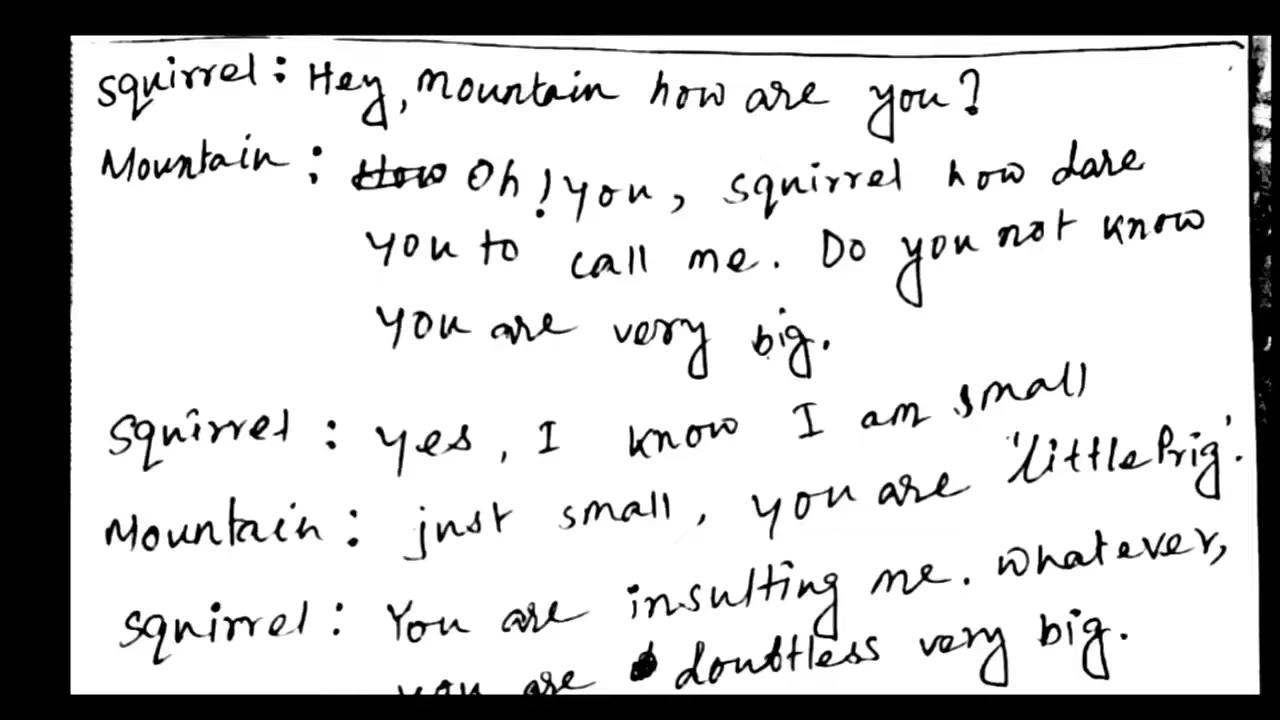 Squirrel: Hey, Mountain how are you?
Mountain: How Oh! you, squirrel how dare
you to call me. Do you not know
you are very big.
Squirrel: Yes, I know I am small
Mountain: just small, you are 'little Prig'.
Squirrel: You are insulting me. whatever,
you are doubtless very big.